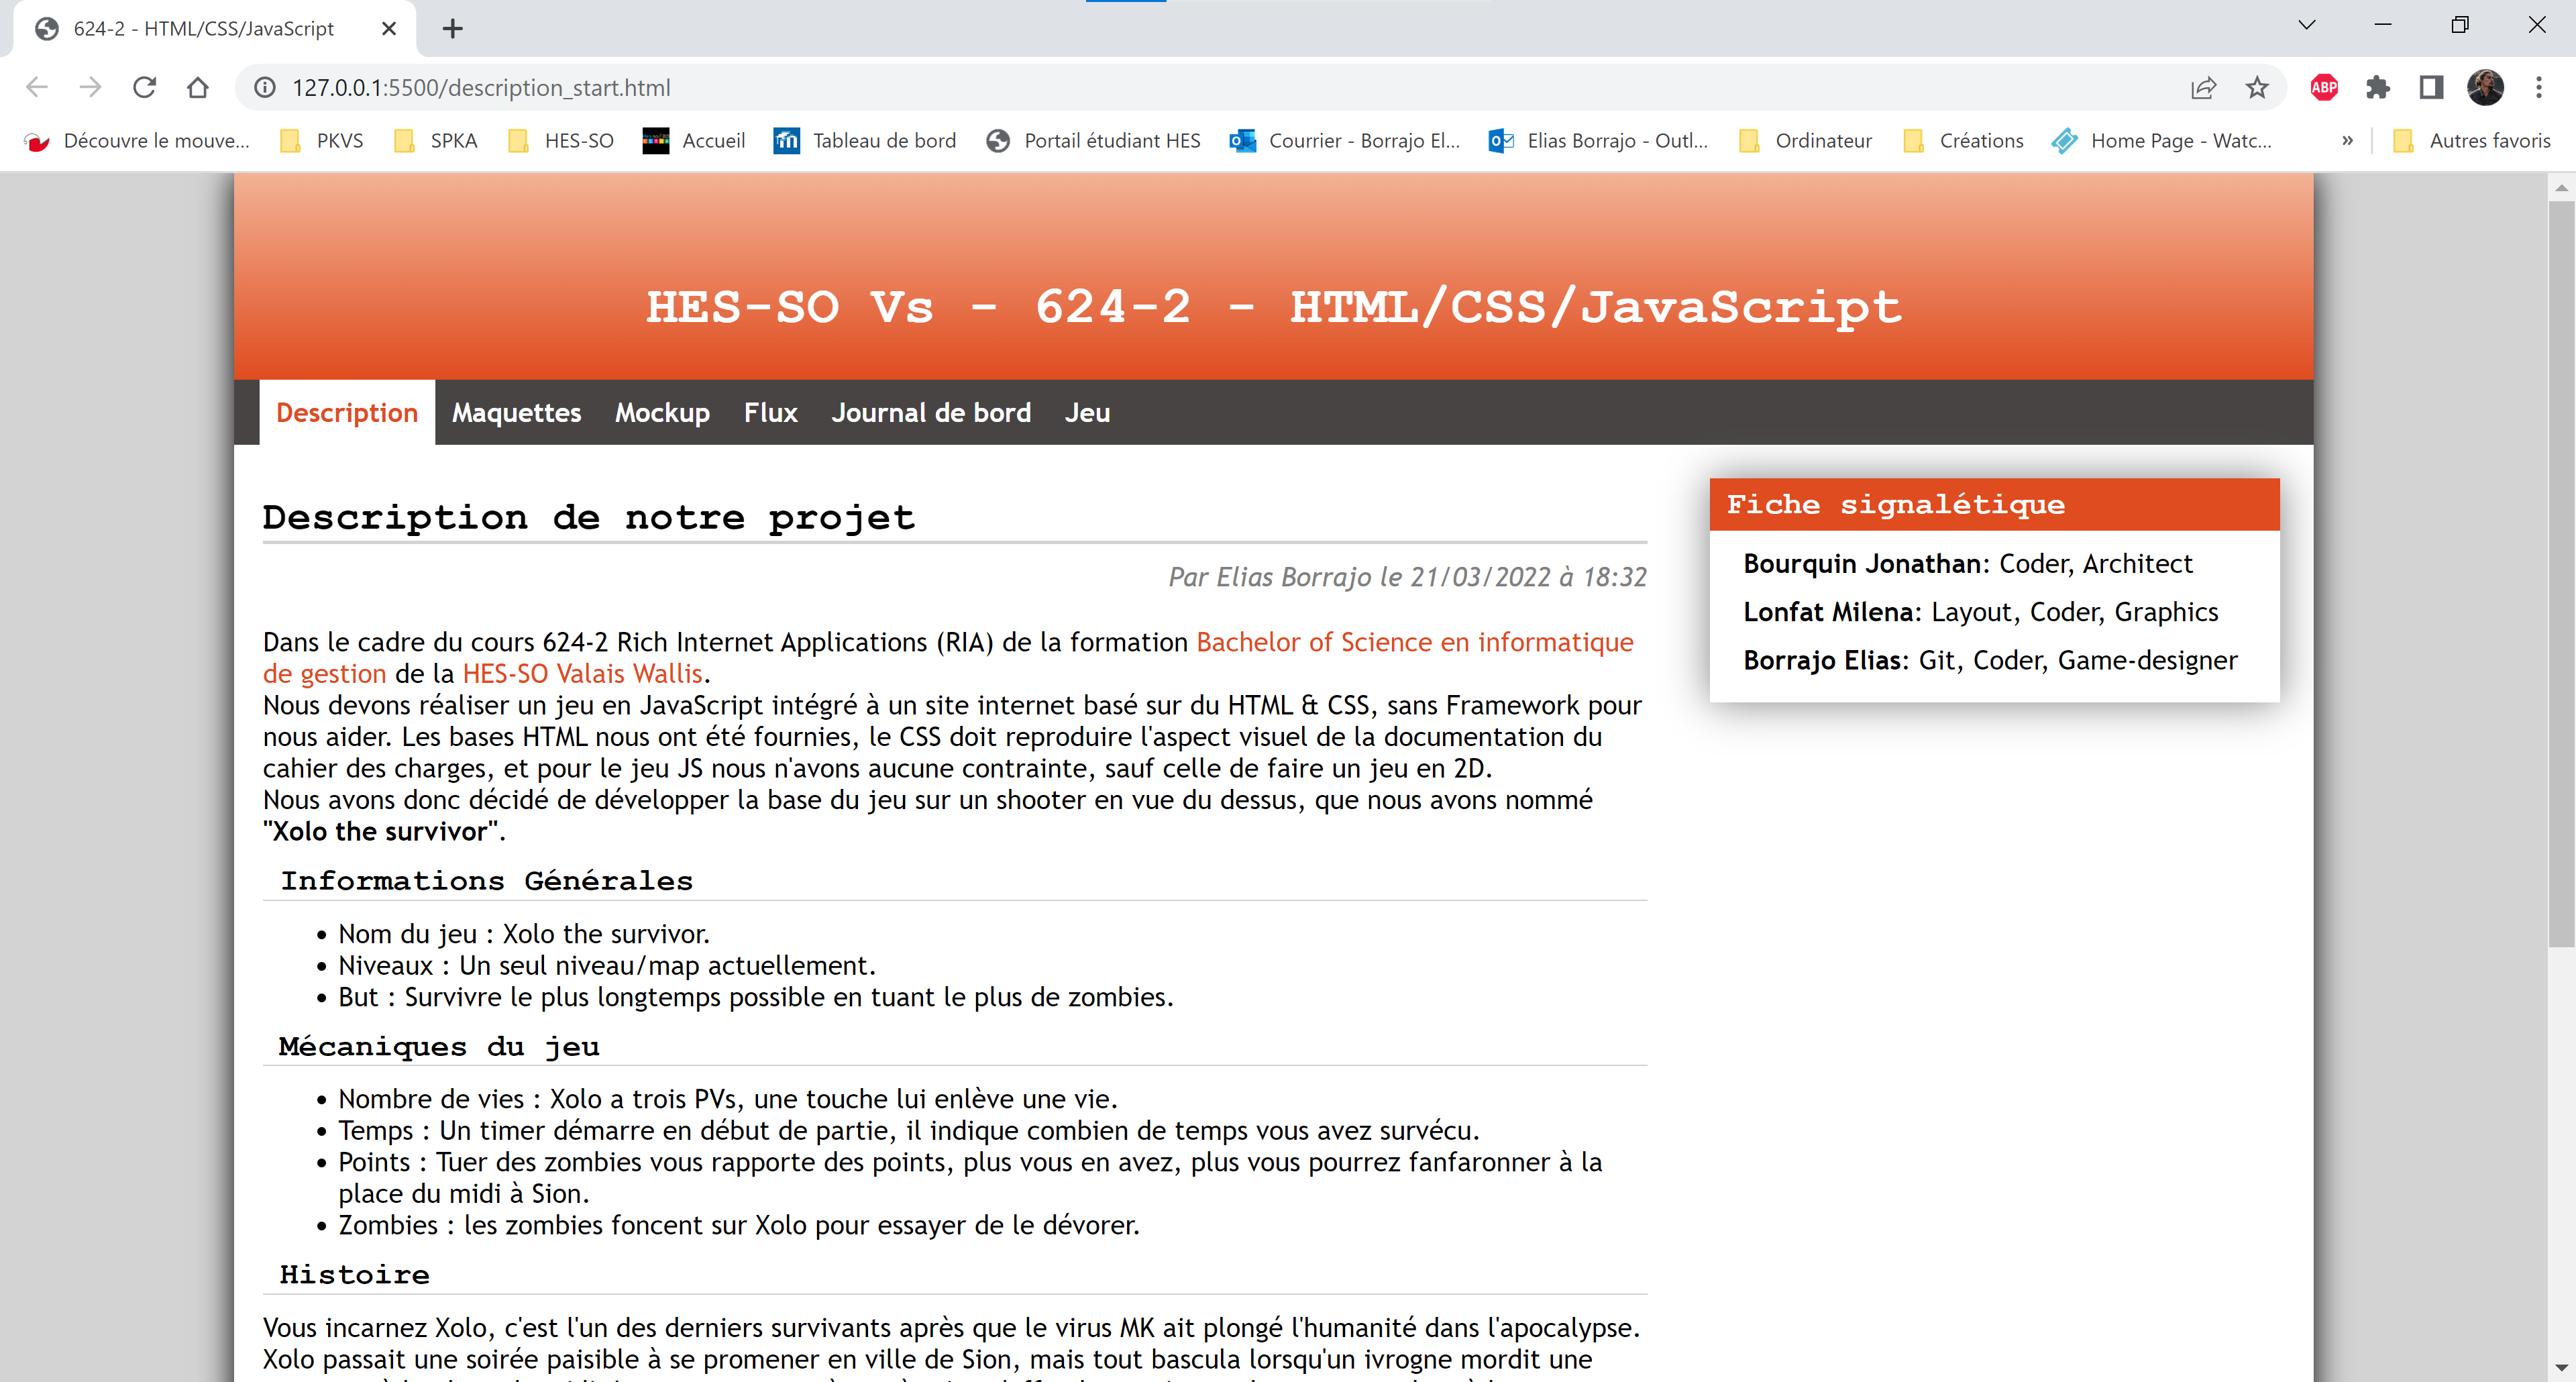 624-2 - HTML/CSS/JavaScript
127.0.0.1:5500/description_start.html
ABP
Découvre le mouve... PKVS SPKA HES-SO Accueil Tableau de bord Portail étudiant HES Courrier - Borrajo El... Elias Borrajo - Outl... Ordinateur Créations Home Page - Watc... » Autres favoris
HES-SO Vs - 624-2 - HTML/CSS/JavaScript
Description Maquettes Mockup Flux Journal de bord Jeu
Description de notre projet
Par Elias Borrajo le 21/03/2022 à 18:32
Dans le cadre du cours 624-2 Rich Internet Applications (RIA) de la formation Bachelor of Science en informatique
de gestion de la HES-SO Valais Wallis.
Nous devons réaliser un jeu en JavaScript intégré à un site internet basé sur du HTML & CSS, sans Framework pour
nous aider. Les bases HTML nous ont été fournies, le CSS doit reproduire l'aspect visuel de la documentation du
cahier des charges, et pour le jeu JS nous n'avons aucune contrainte, sauf celle de faire un jeu en 2D.
Nous avons donc décidé de développer la base du jeu sur un shooter en vue du dessus, que nous avons nommé
"Xolo the survivor".
Informations Générales
• Nom du jeu : Xolo the survivor.
• Niveaux : Un seul niveau/map actuellement.
• But : Survivre le plus longtemps possible en tuant le plus de zombies.
Mécaniques du jeu
• Nombre de vies : Xolo a trois PVs, une touche lui enlève une vie.
• Temps : Un timer démarre en début de partie, il indique combien de temps vous avez survécu.
• Points : Tuer des zombies vous rapporte des points, plus vous en avez, plus vous pourrez fanfaronner à la
place du midi à Sion.
• Zombies : les zombies foncent sur Xolo pour essayer de le dévorer.
Histoire
Vous incarnez Xolo, c'est l'un des derniers survivants après que le virus MK ait plongé l'humanité dans l'apocalypse.
Xolo passait une soirée paisible à se promener en ville de Sion, mais tout bascula lorsqu'un ivrogne mordit une
Fiche signalétique
Bourquin Jonathan: Coder, Architect
Lonfat Milena: Layout, Coder, Graphics
Borrajo Elias: Git, Coder, Game-designer